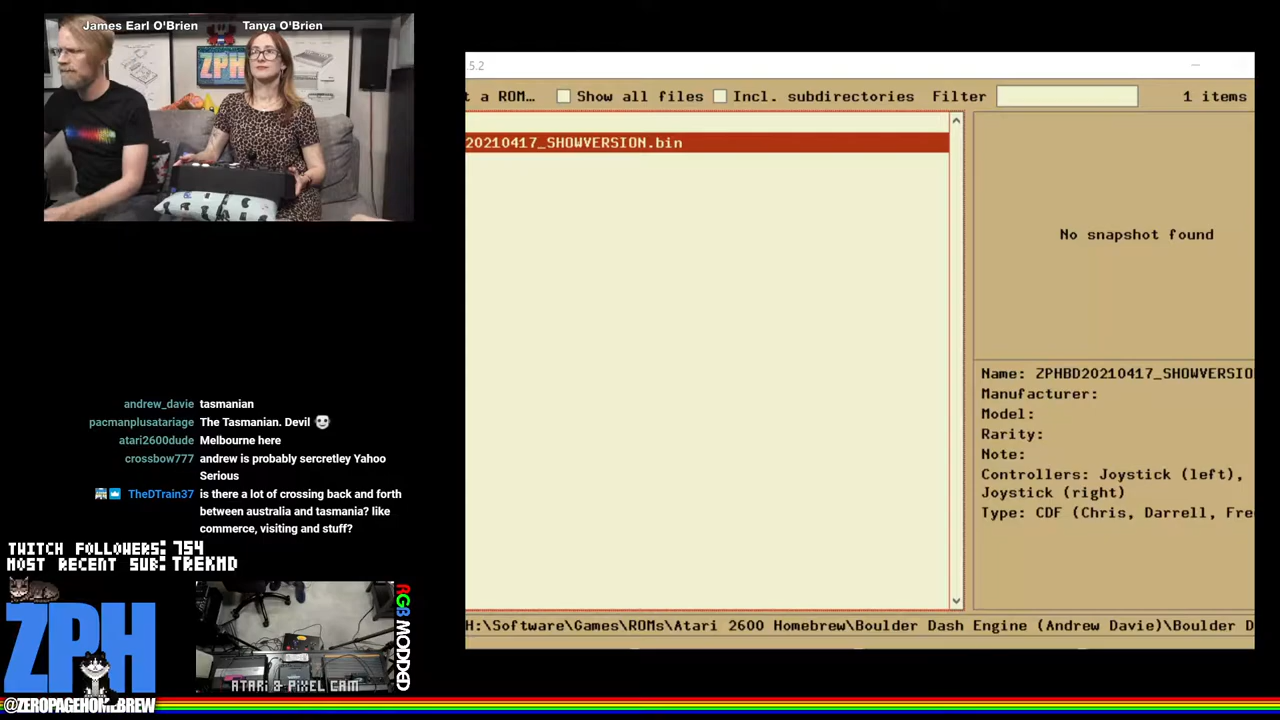 James Earl O'Brien
Tanya O'Brien
ZPH
andrew_davie tasmanian
pacmanplusatariage The Tasmanian. Devil
atari2600dude Melbourne here
crossbow777 andrew is probably sercretley Yahoo
Serious
TheDTrain37 is there a lot of crossing back and forth
between australia and tasmania? like
commerce, visiting and stuff?
TWITCH FOLLOWERS: 754
MOST RECENT SUB: TREKMD
ZPH
@ZEROPAGEHOMEBREW
ATARI & PIXEL CAM
RGB MODDED
5.2
t a ROM… Show all files Incl. subdirectories Filter 1 items
20210417_SHOWVERSION.bin
No snapshot found
Name: ZPHBD20210417_SHOWVERSIO
Manufacturer:
Model:
Rarity:
Note:
Controllers: Joystick (left),
Joystick (right)
Type: CDF (Chris, Darrell, Fre
H:\Software\Games\ROMs\Atari 2600 Homebrew\Boulder Dash Engine (Andrew Davie)\Boulder D